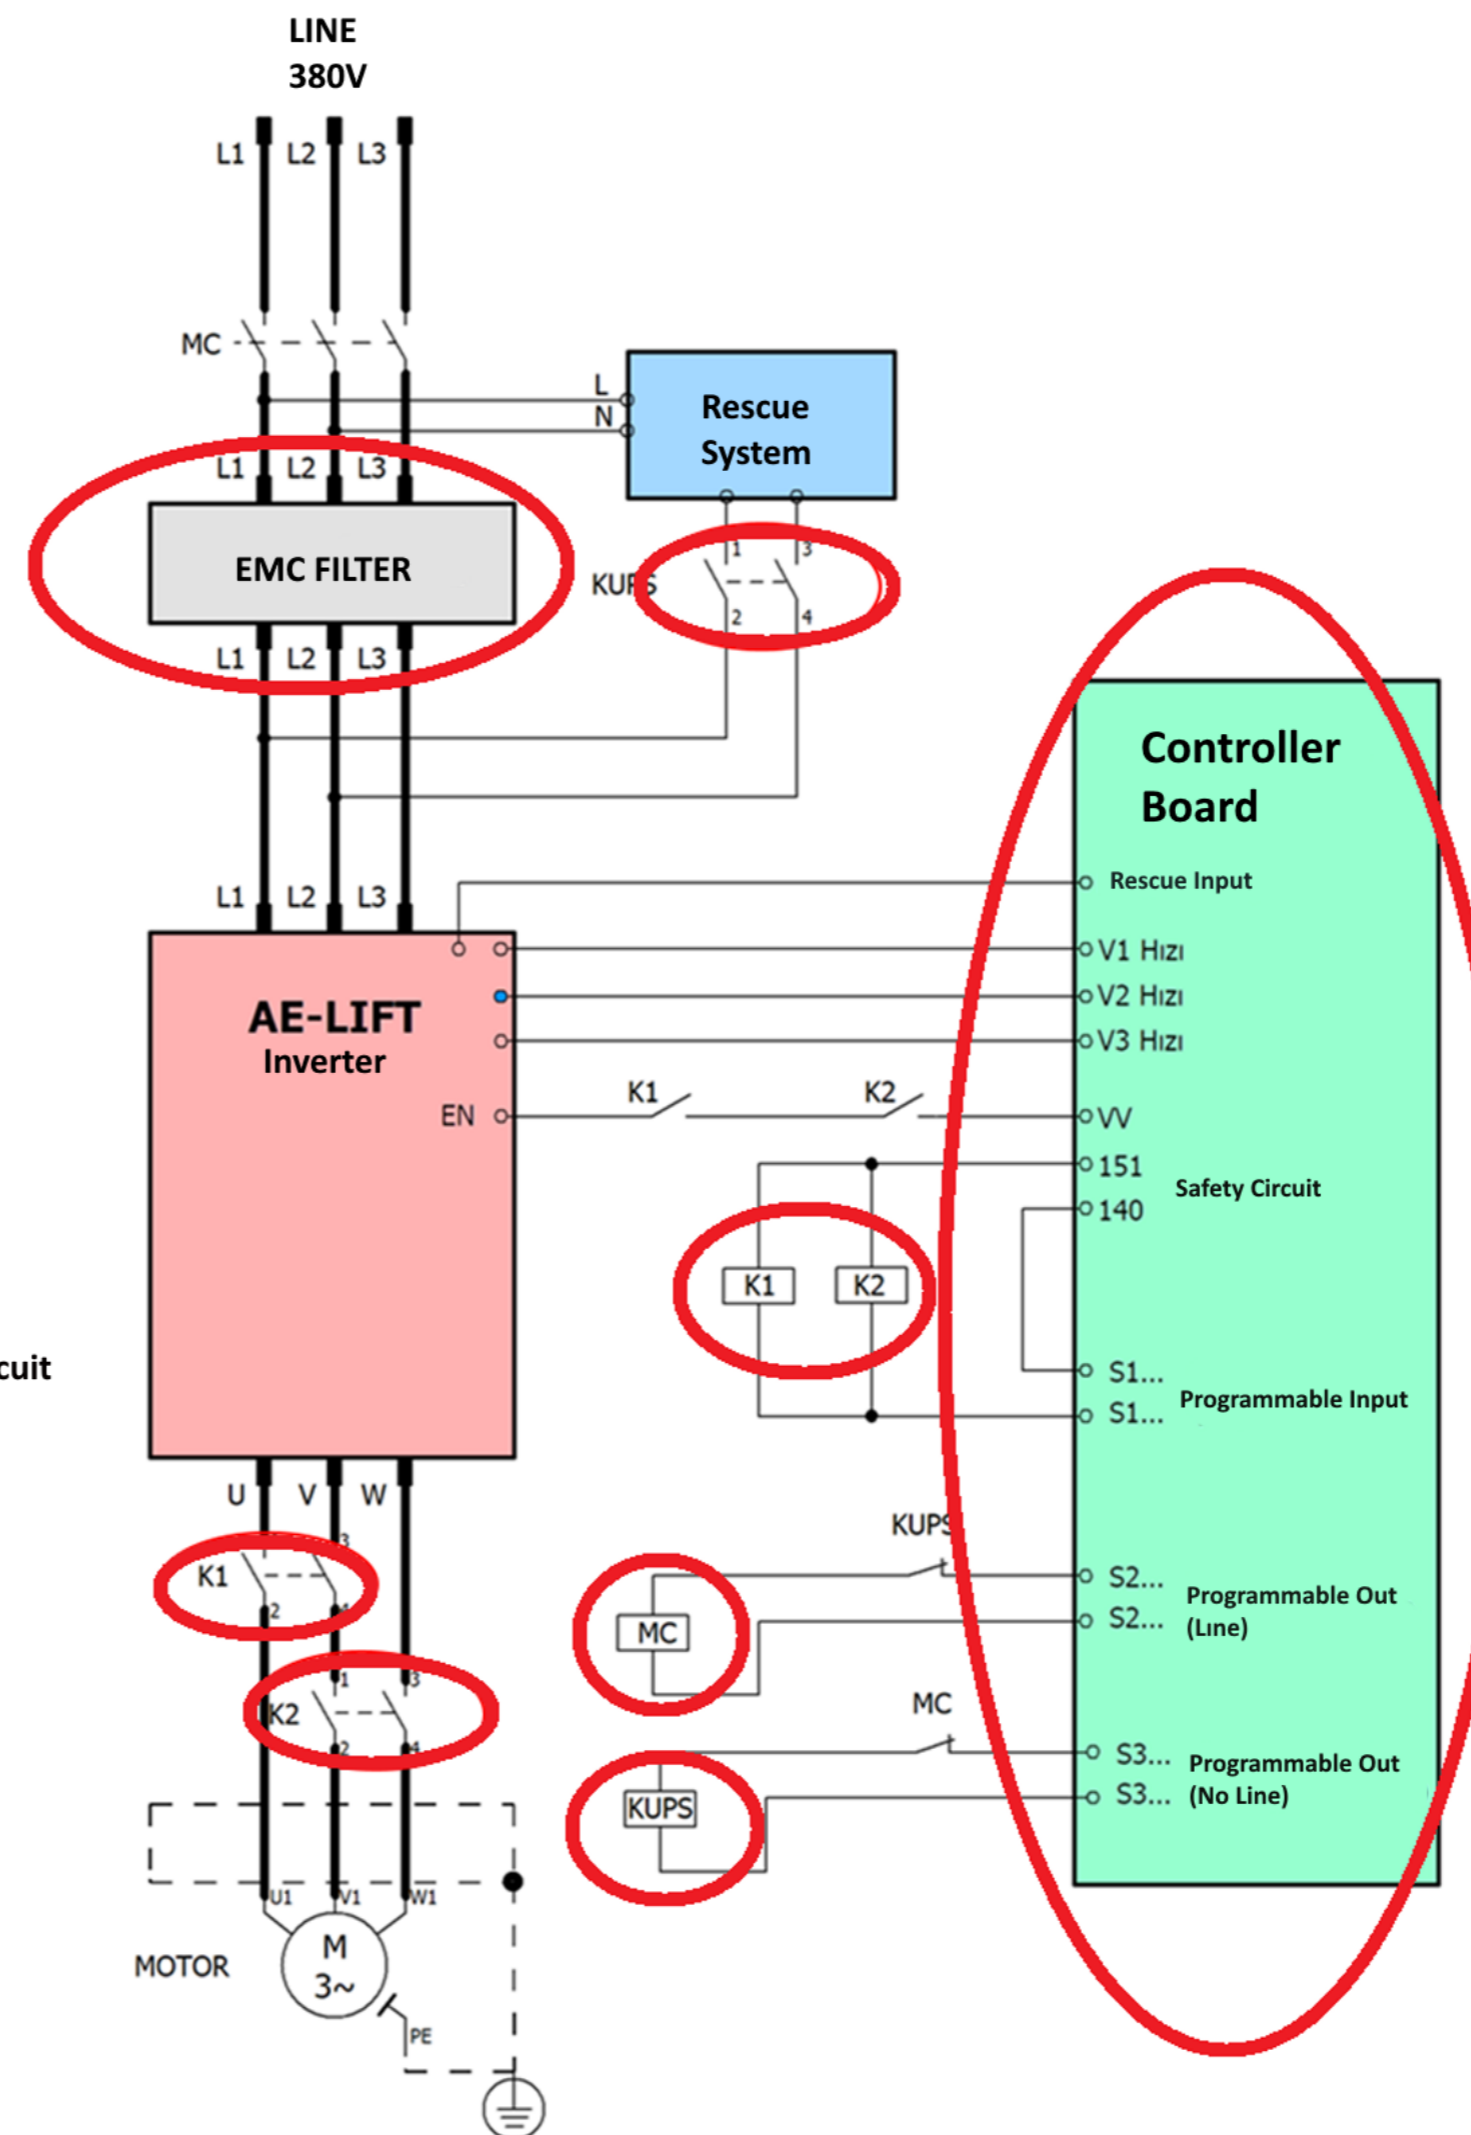 LINE
380V
L1 L2 L3
MC
L
N
Rescue
System
L1 L2 L3
EMC FILTER
KUPS
1 3
2 4
L1 L2 L3
Controller
Board
Rescue Input
L1 L2 L3
V1 Hızı
AE-LIFT
V2 Hızı
Inverter
V3 Hızı
K1 K2
EN
VV
151
Safety Circuit
140
K1 K2
cuit
S1...
Programmable Input
S1...
U V W
KUPS
3
K1
2 4
S2...
Programmable Out
(Lıne)
S2...
MC
1 3
K2
2 4
MC
S3...
Programmable Out
(No Line)
S3...
KUPS
U1 V1 W1
M
3~
MOTOR
PE